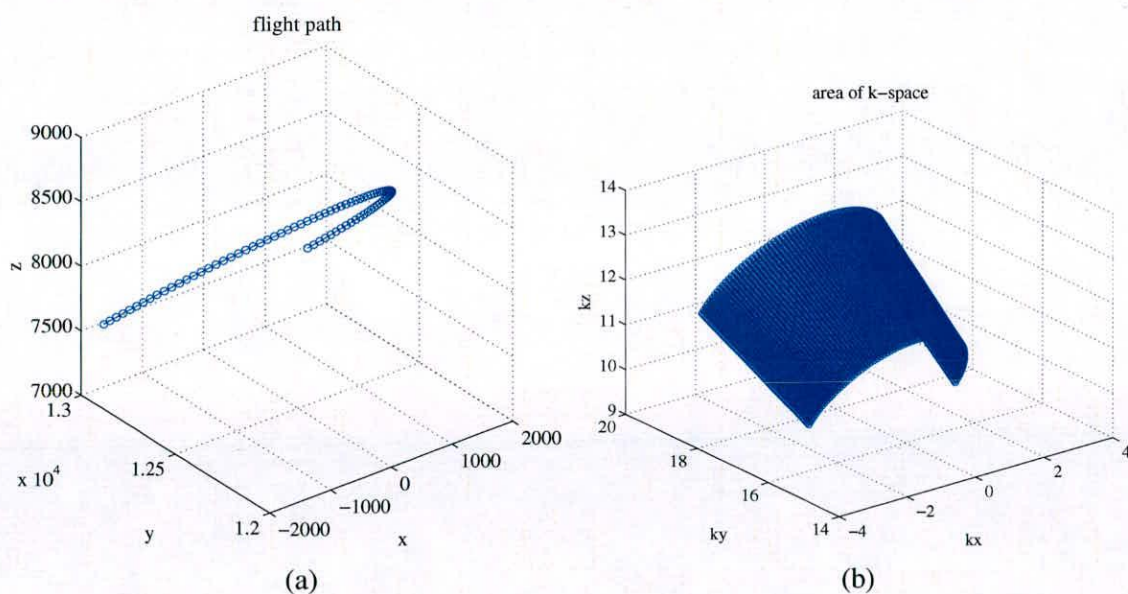 flight path
9000
8500
8000
7500
7000
z
1.3
1.25
1.2
x 10⁴
y
−2000
−1000
0
1000
2000
x
(a)
area of k−space
14
13
12
11
10
9
kz
20
18
16
14
ky
−4
−2
0
2
4
kx
(b)